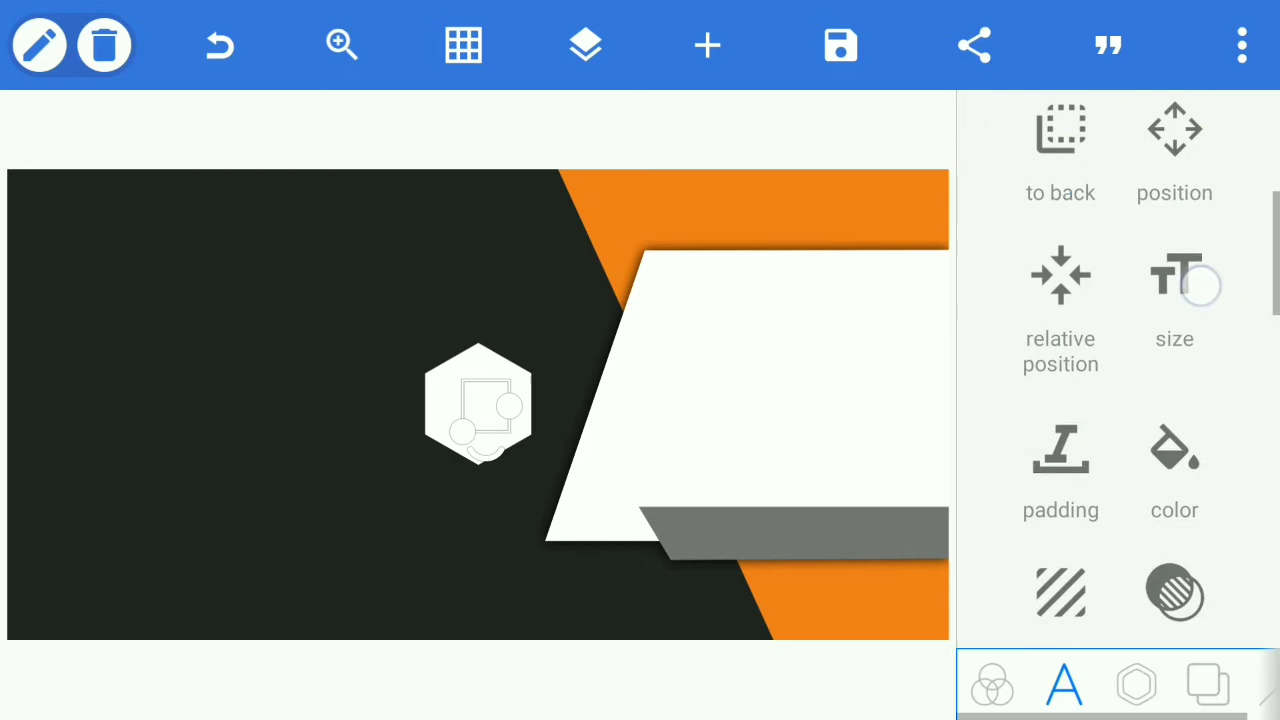 to back
position
relative
position
size
padding
color